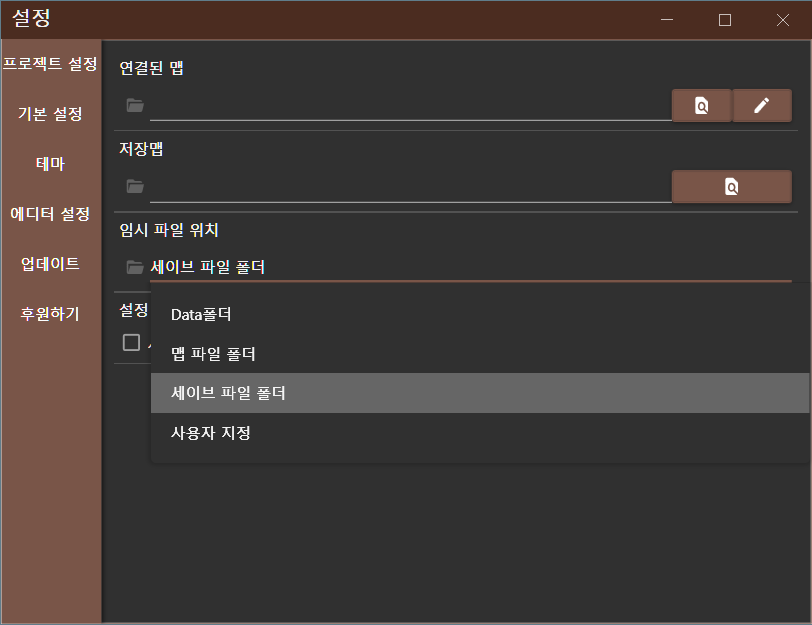 설정
프로젝트 설정
기본 설정
테마
에디터 설정
업데이트
후원하기
연결된 맵
저장맵
임시 파일 위치
세이브 파일 폴더
설정
Data폴더
맵 파일 폴더
세이브 파일 폴더
사용자 지정